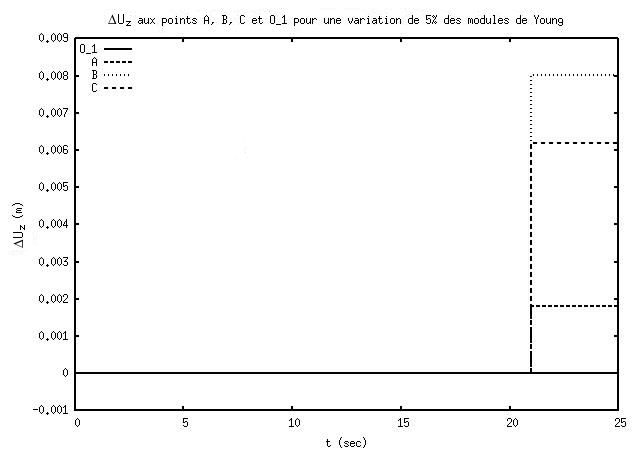 ΔUz aux points A, B, C et O_1 pour une variation de 5% des modules de Young
0.009
O_1
A
0.008
B
C
0.007
0.006
0.005
0.004
ΔUz (m)
0.003
0.002
0.001
0
-0.001
0 5 10 15 20 25
t (sec)